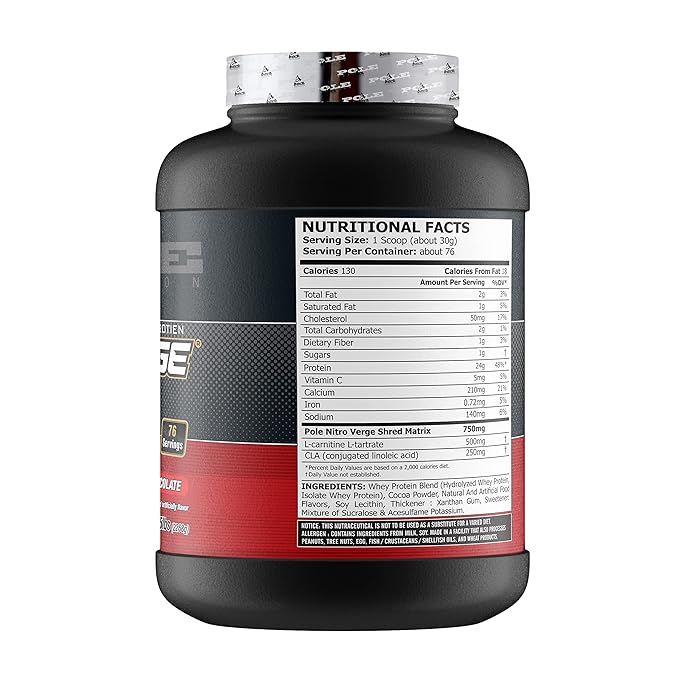 POLE POLE POLE
NUTRITIONAL FACTS
Serving Size: 1 Scoop (about 30g)
Serving Per Container: about 76
Calories 130 Calories From Fat 18
Amount Per Serving %DV*
Total Fat 2g 3%
Saturated Fat 1g 5%
Cholesterol 50mg 17%
Total Carbohydrates 2g 1%
Dietary Fiber 1g 3%
Sugars 1g †
Protein 24g 48%*
Vitamin C 5mg 5%
Calcium 210mg 21%
Iron 0.72mg 5%
Sodium 140mg 6%
Pole Nitro Verge Shred Matrix 750mg
L-carnitine L-tartrate 500mg †
CLA (conjugated linoleic acid) 250mg †
*Percent Daily Values are based on a 2,000 calories diet.
†Daily Value not established.
INGREDIENTS: Whey Protein Blend (Hydrolyzed Whey Protein,
Isolate Whey Protein), Cocoa Powder, Natural And Artificial Food
Flavors, Soy Lecithin, Thickener : Xanthan Gum, Sweetener:
Mixture of Sucralose & Acesulfame Potassium.
NOTICE: THIS NUTRACEUTICAL IS NOT TO BE USED AS A SUBSTITUTE FOR A VARIED DIET.
ALLERGEN : CONTAINS INGREDIENTS FROM MILK, SOY. MADE IN A FACILITY THAT ALSO PROCESSES
PEANUTS, TREE NUTS, EGG, FISH / CRUSTACEANS / SHELLFISH OILS, AND WHEAT PRODUCTS.
E
O N
OTIEN
GE®
76
Servings
COLATE
artificially flavor
LBS